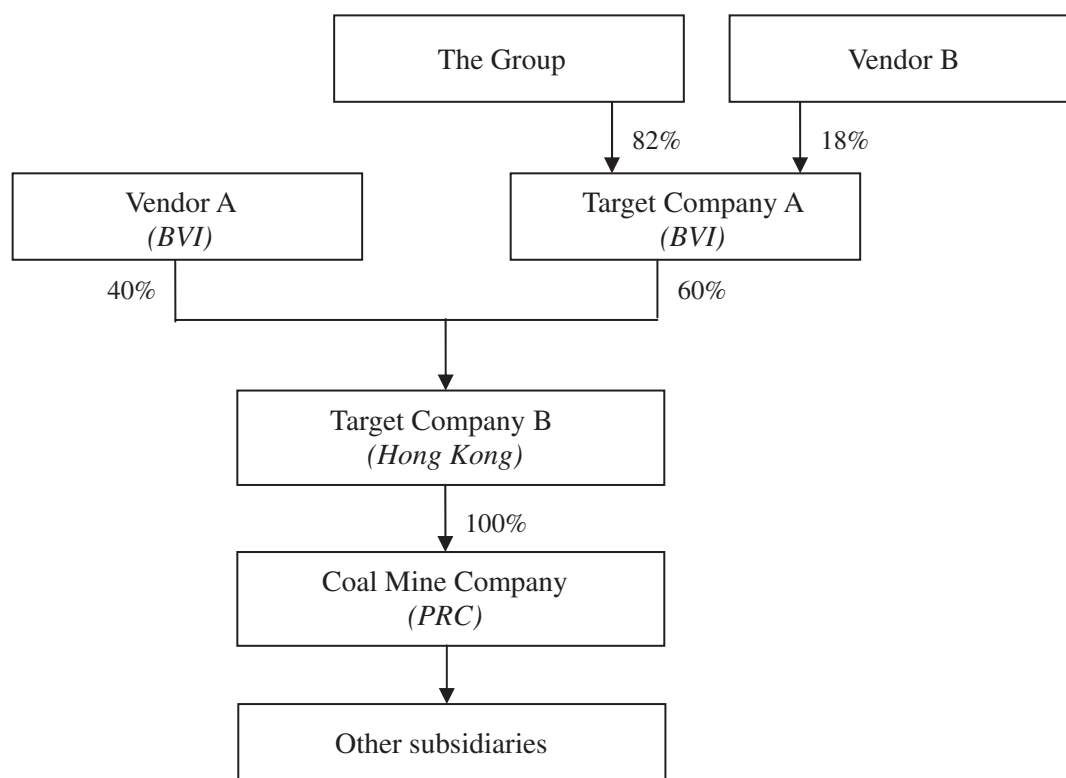 The Group
Vendor B
82%
18%
Vendor A
(BVI)
Target Company A
(BVI)
40%
60%
Target Company B
(Hong Kong)
100%
Coal Mine Company
(PRC)
Other subsidiaries